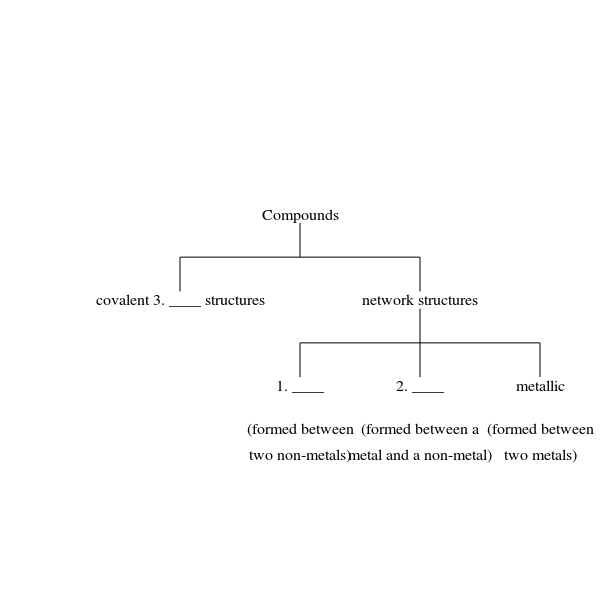 Compounds
covalent 3. ____ structures
network structures
1. ____
2. ____
metallic
(formed between
two non-metals)
(formed between a
metal and a non-metal)
(formed between
two metals)